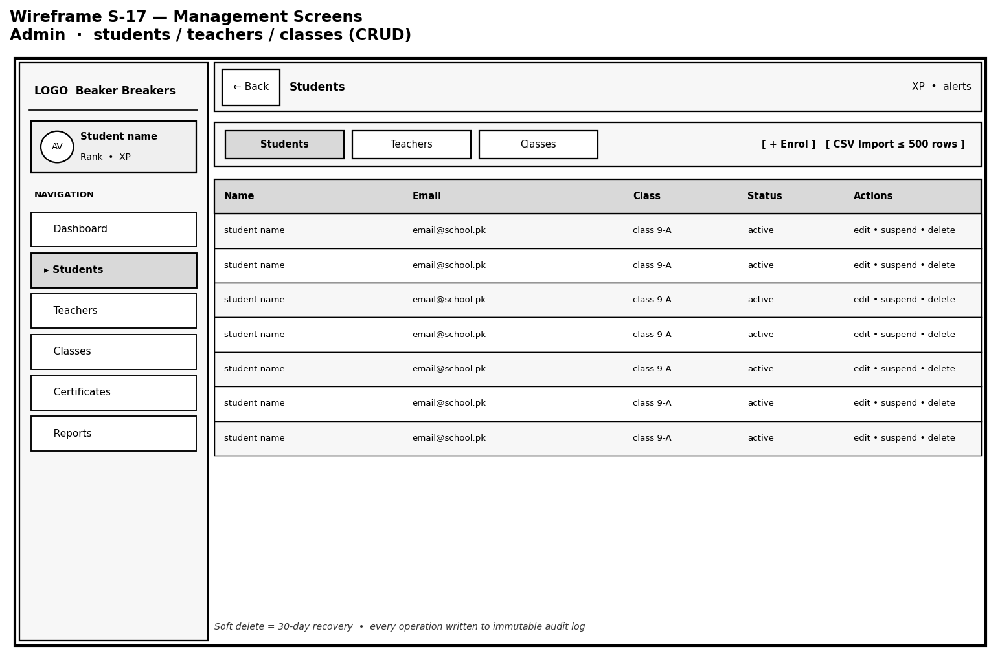 Wireframe S-17 — Management Screens
Admin · students / teachers / classes (CRUD)
LOGO Beaker Breakers
AV
Student name
Rank • XP
NAVIGATION
Dashboard
▸ Students
Teachers
Classes
Certificates
Reports
← Back Students XP • alerts
Students Teachers Classes [ + Enrol ] [ CSV Import ≤ 500 rows ]
Name Email Class Status Actions
student name email@school.pk class 9-A active edit • suspend • delete
student name email@school.pk class 9-A active edit • suspend • delete
student name email@school.pk class 9-A active edit • suspend • delete
student name email@school.pk class 9-A active edit • suspend • delete
student name email@school.pk class 9-A active edit • suspend • delete
student name email@school.pk class 9-A active edit • suspend • delete
student name email@school.pk class 9-A active edit • suspend • delete
Soft delete = 30-day recovery • every operation written to immutable audit log